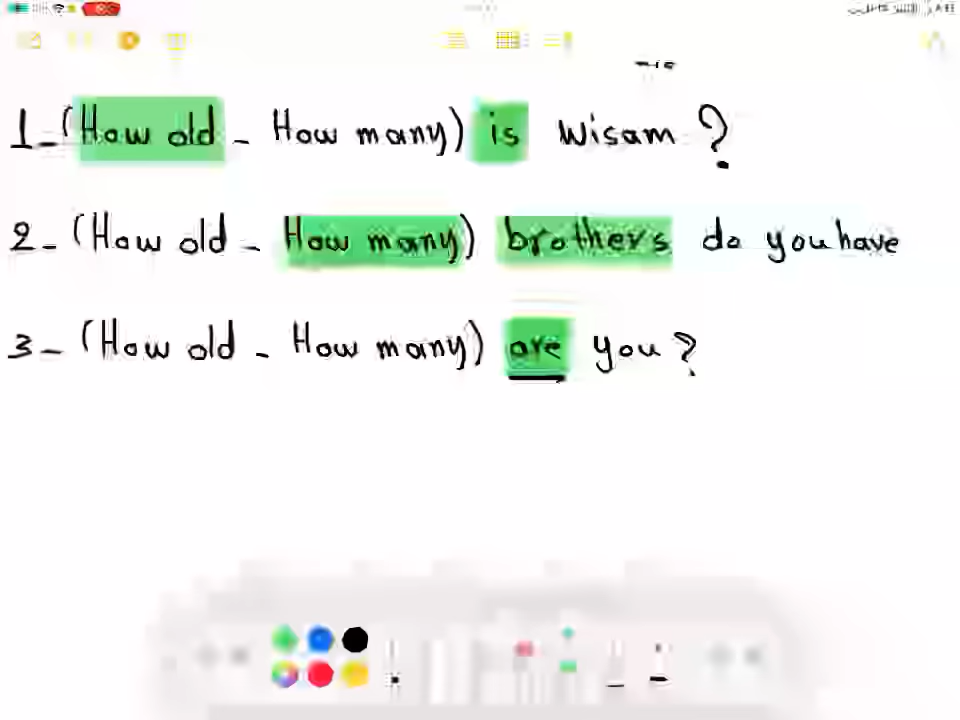 1_ (How old - How many) is Wisam ?
2_ (How old - How many) brothers do you have
3_ (How old - How many) are you ?